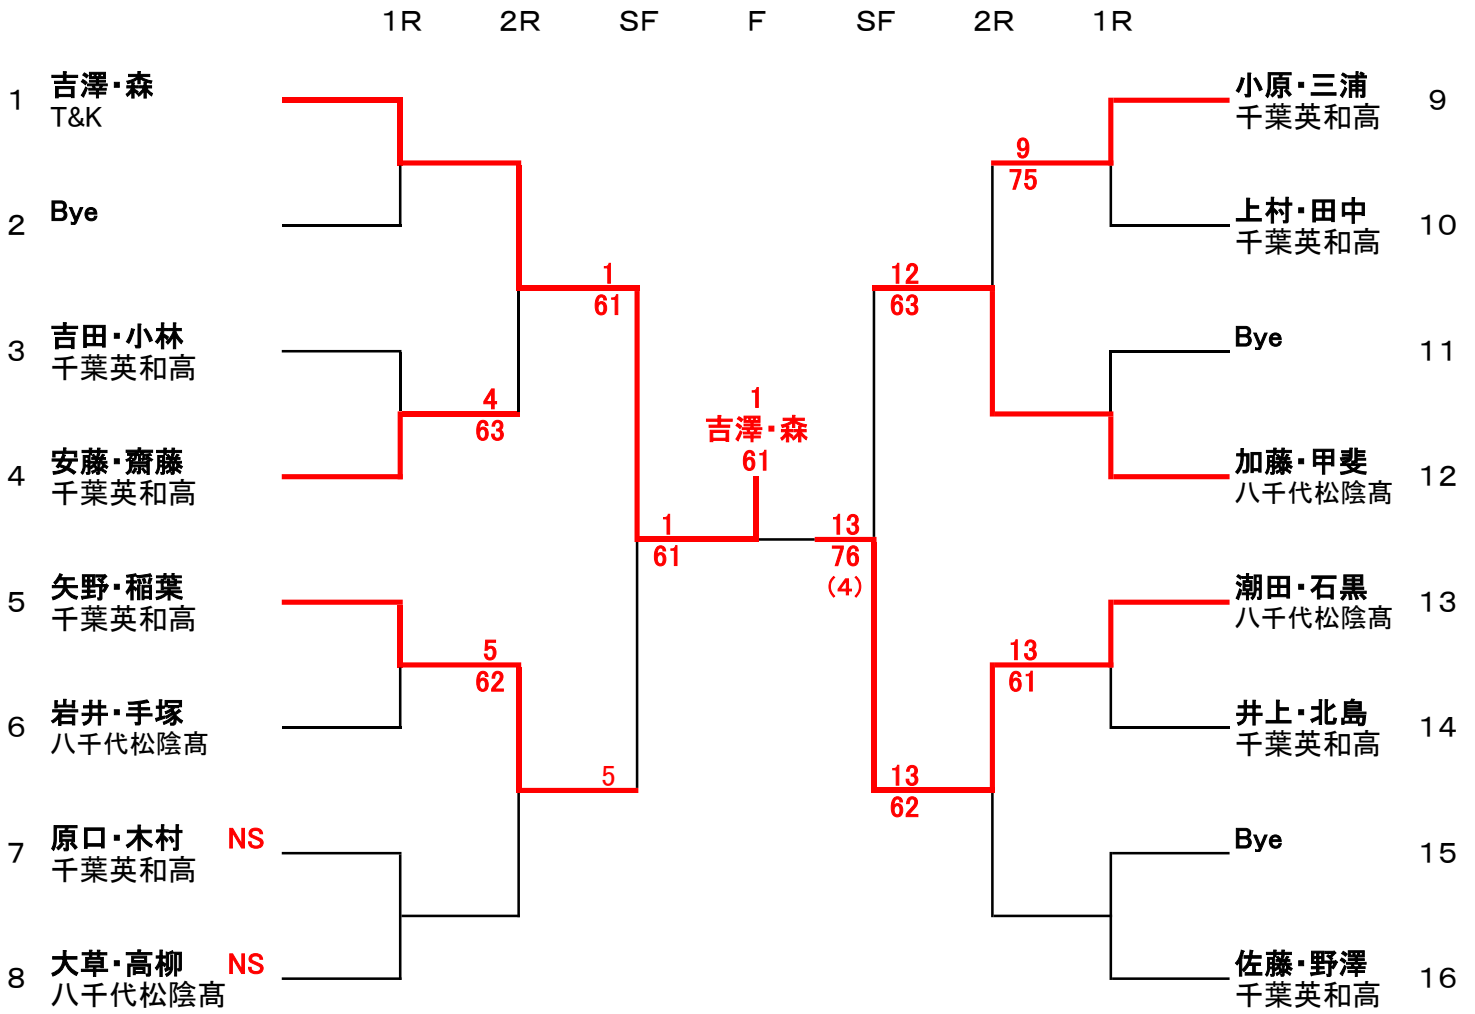 1R 2R SF F SF 2R 1R
1 吉澤・森
T&K
2 Bye
3 吉田・小林
千葉英和高
4 安藤・齋藤
千葉英和高
5 矢野・稲葉
千葉英和高
6 岩井・手塚
八千代松陰髙
7 原口・木村 NS
千葉英和高
8 大草・高柳 NS
八千代松陰髙
4
63
5
62
1
61
5
1
61
1
吉澤・森
61
13
76
(4)
12
63
13
62
9
75
13
61
小原・三浦 9
千葉英和高
上村・田中 10
千葉英和高
Bye 11
加藤・甲斐 12
八千代松陰髙
潮田・石黒 13
八千代松陰髙
井上・北島 14
千葉英和高
Bye 15
佐藤・野澤 16
千葉英和高